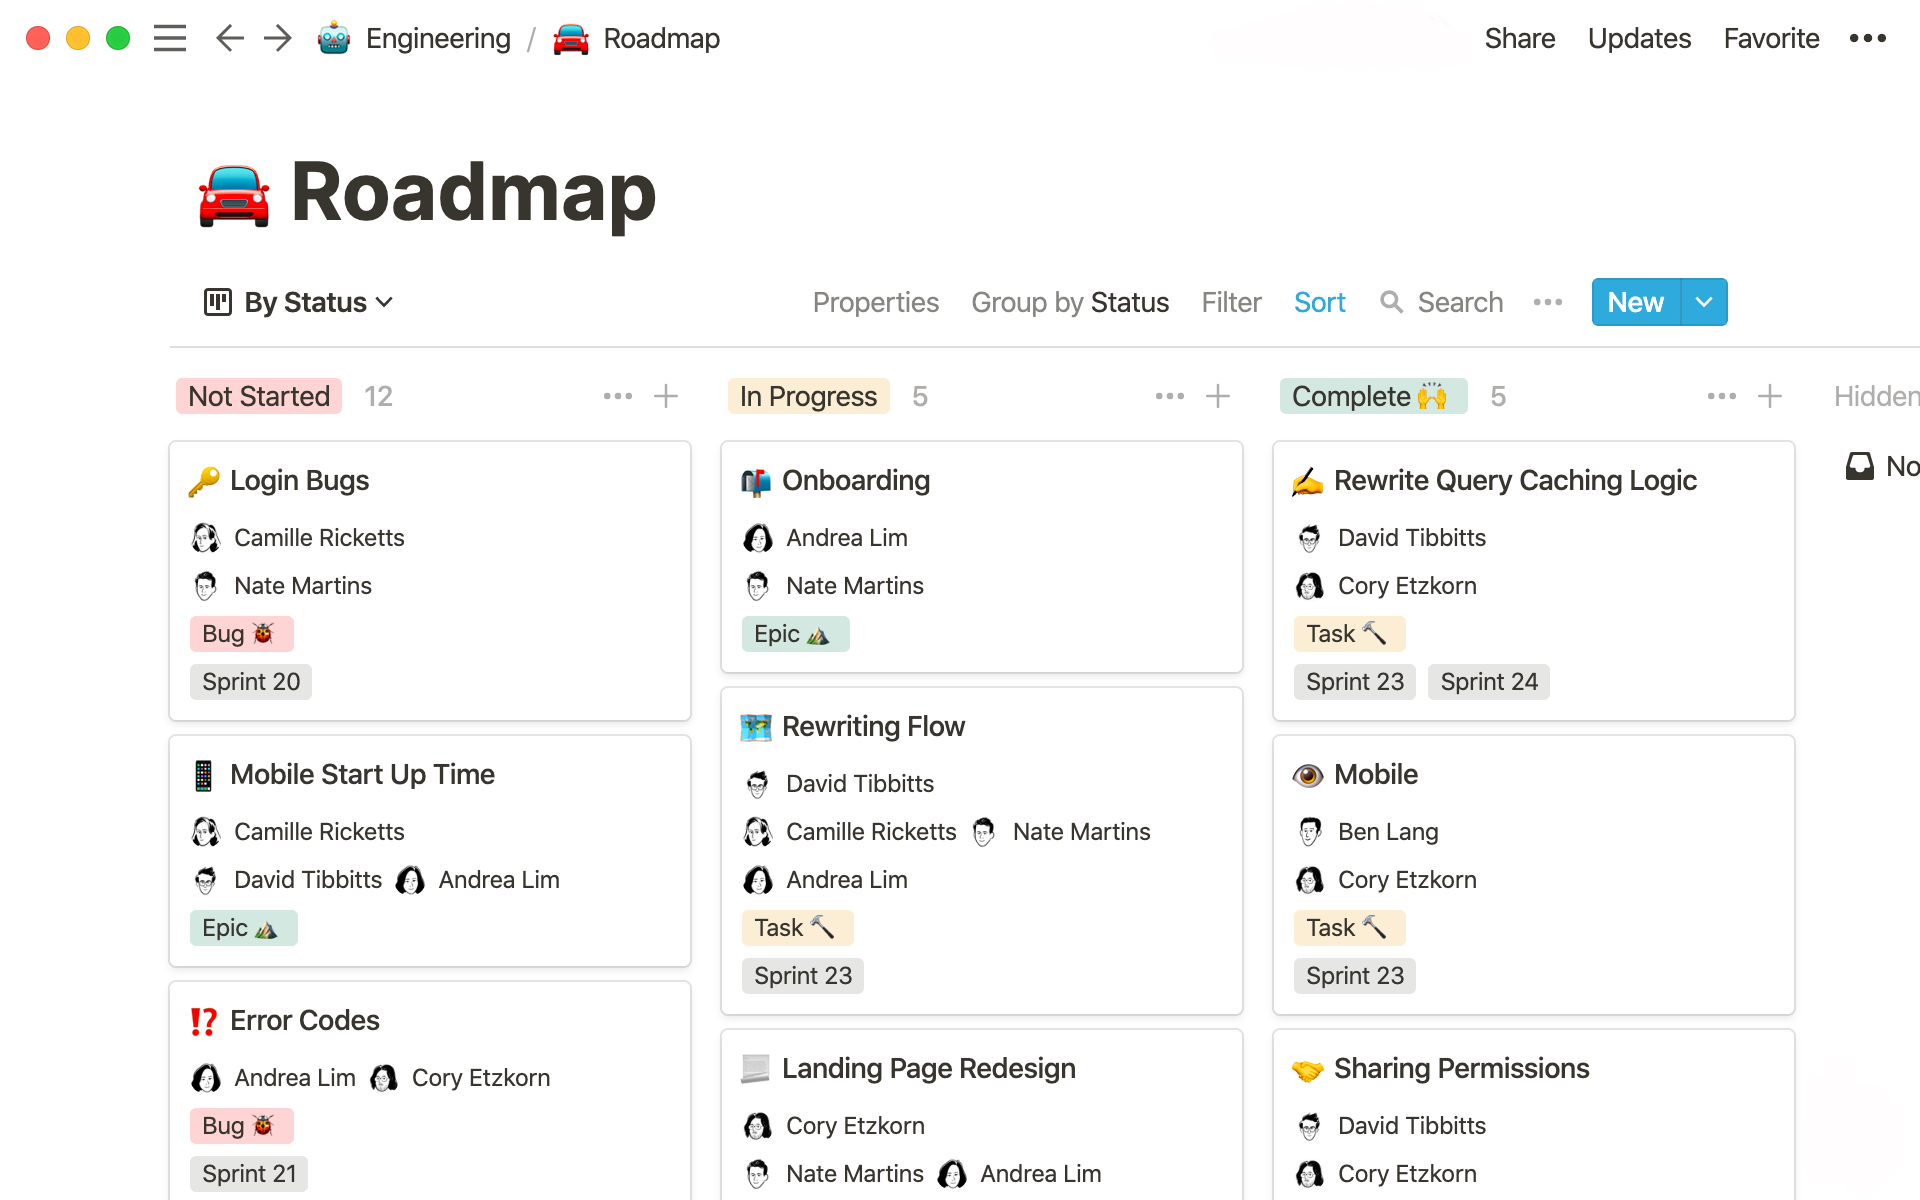 Engineering / Roadmap
Share Updates Favorite
Roadmap
By Status
Properties Group by Status Filter Sort Search New
Not Started 12
Login Bugs
Camille Ricketts
Nate Martins
Bug
Sprint 20
Mobile Start Up Time
Camille Ricketts
David Tibbitts Andrea Lim
Epic
Error Codes
Andrea Lim Cory Etzkorn
Bug
Sprint 21
In Progress 5
Onboarding
Andrea Lim
Nate Martins
Epic
Rewriting Flow
David Tibbitts
Camille Ricketts Nate Martins
Andrea Lim
Task
Sprint 23
Landing Page Redesign
Cory Etzkorn
Nate Martins Andrea Lim
Complete 🙌 5
Rewrite Query Caching Logic
David Tibbitts
Cory Etzkorn
Task
Sprint 23 Sprint 24
Mobile
Ben Lang
Cory Etzkorn
Task
Sprint 23
Sharing Permissions
David Tibbitts
Cory Etzkorn
Hidden
No